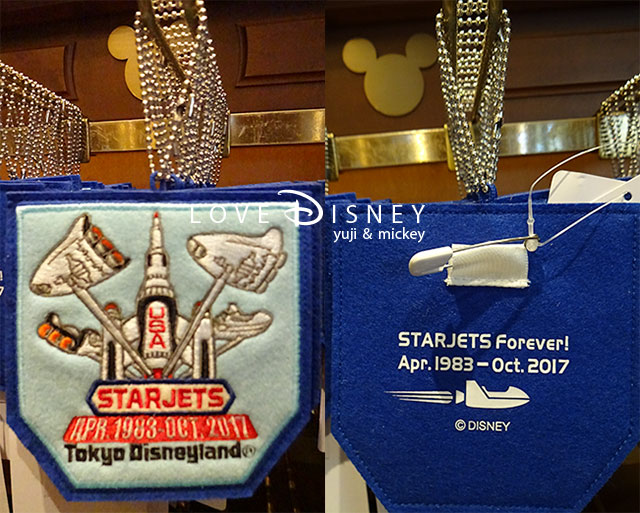 LOVE DISNEY
yuji & mickey
USA
STARJETS
APR. 1983-OCT. 2017
Tokyo Disneyland®
STARJETS Forever!
Apr. 1983 – Oct. 2017
© DISNEY